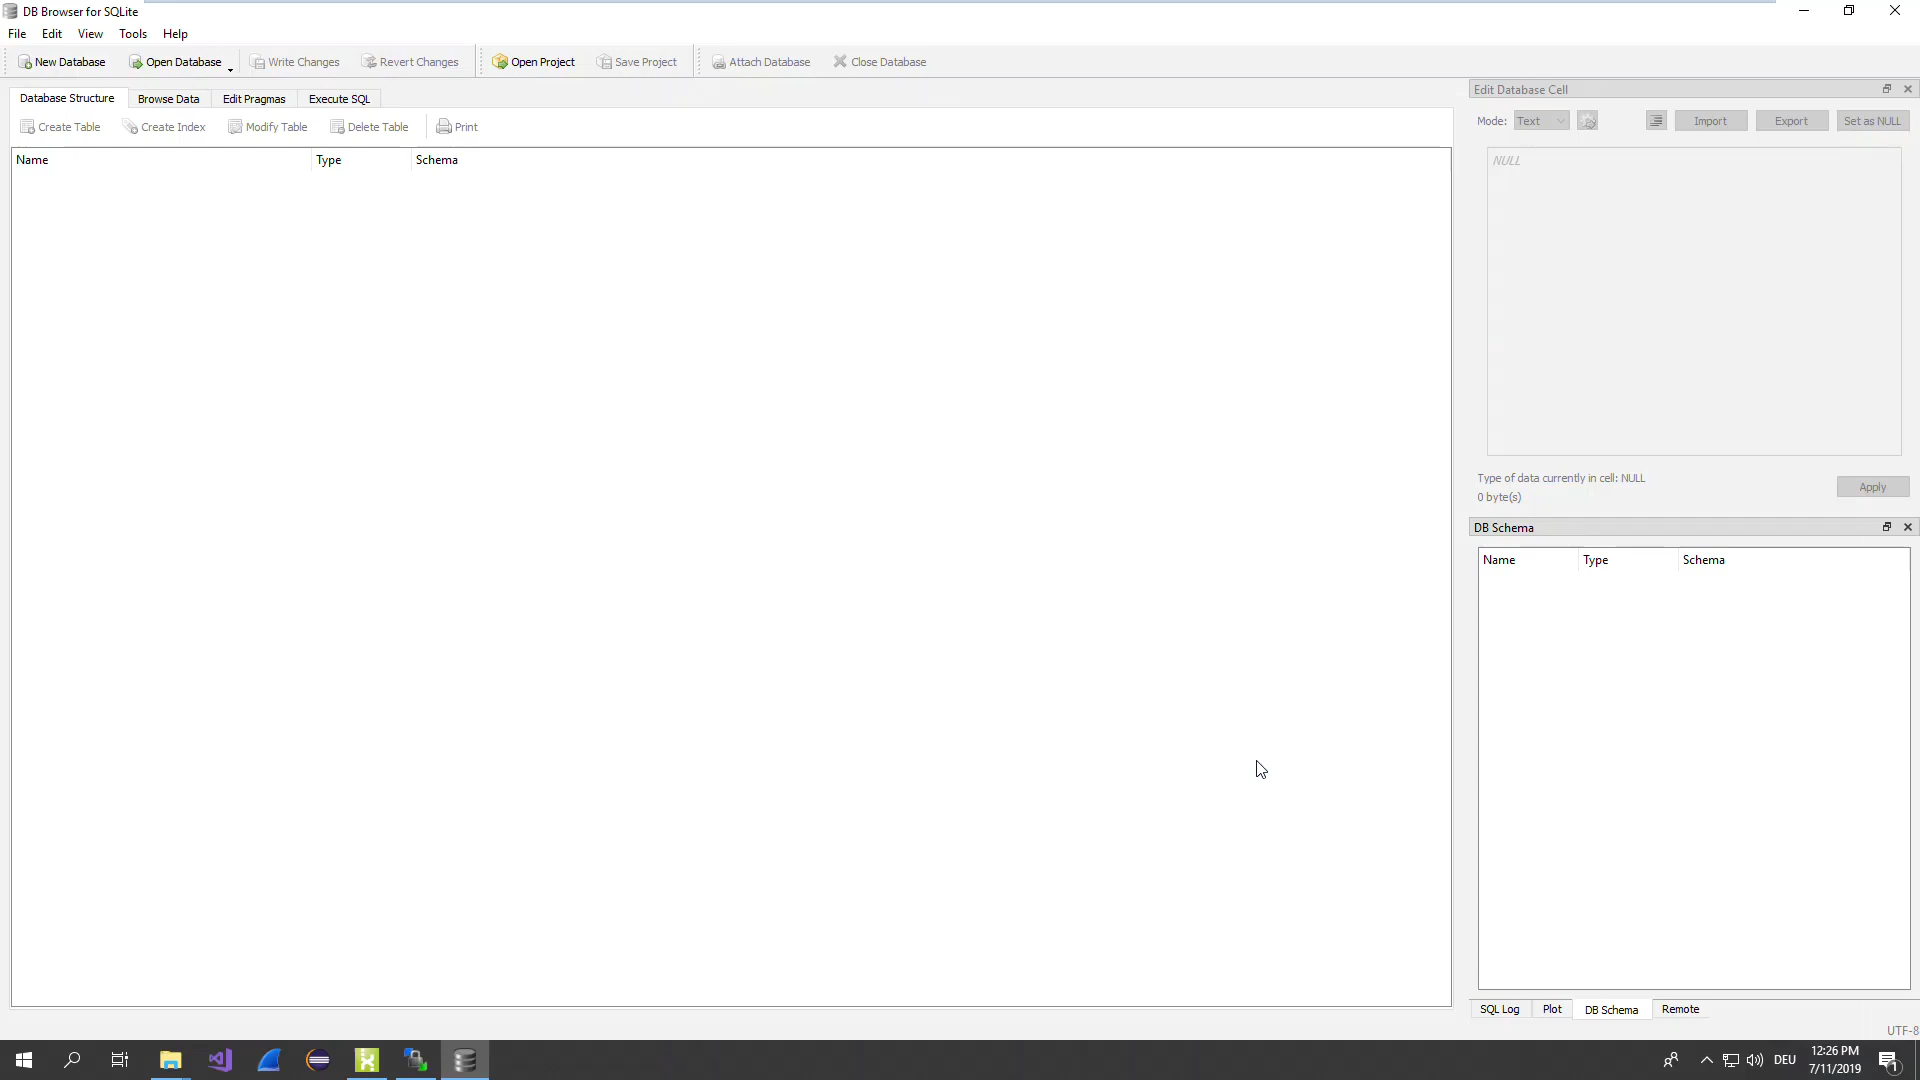 DB Browser for SQLite
File Edit View Tools Help
New Database Open Database Write Changes Revert Changes Open Project Save Project Attach Database Close Database
Database Structure Browse Data Edit Pragmas Execute SQL
Create Table Create Index Modify Table Delete Table Print
Name Type Schema
Edit Database Cell
Mode: Text Import Export Set as NULL
NULL
Type of data currently in cell: NULL
0 byte(s)
Apply
DB Schema
Name Type Schema
SQL Log Plot DB Schema Remote
UTF-8
DEU
12:26 PM
7/11/2019
1